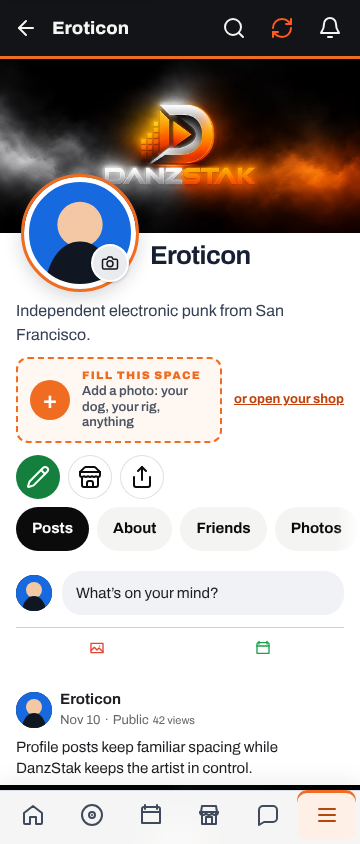 Eroticon
DANZSTAK
Eroticon
Independent electronic punk from San
Francisco.
FILL THIS SPACE
Add a photo: your
dog, your rig,
anything
or open your shop
Posts About Friends Photos
What's on your mind?
Eroticon
Nov 10 · Public 42 views
Profile posts keep familiar spacing while
DanzStak keeps the artist in control.